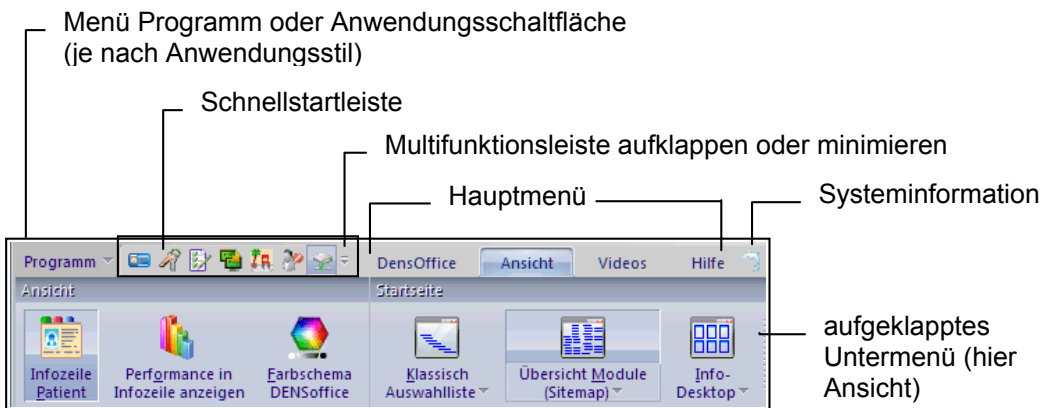 Menü Programm oder Anwendungsschaltfläche
(je nach Anwendungsstil)
Schnellstartleiste
Multifunktionsleiste aufklappen oder minimieren
Hauptmenü
Systeminformation
Programm
DensOffice
Ansicht
Videos
Hilfe
Ansicht
Startseite
Infozeile
Patient
Performance in
Infozeile anzeigen
Farbschema
DENSoffice
Klassisch
Auswahlliste
Übersicht Module
(Sitemap)
Info-
Desktop
aufgeklapptes
Untermenü (hier
Ansicht)